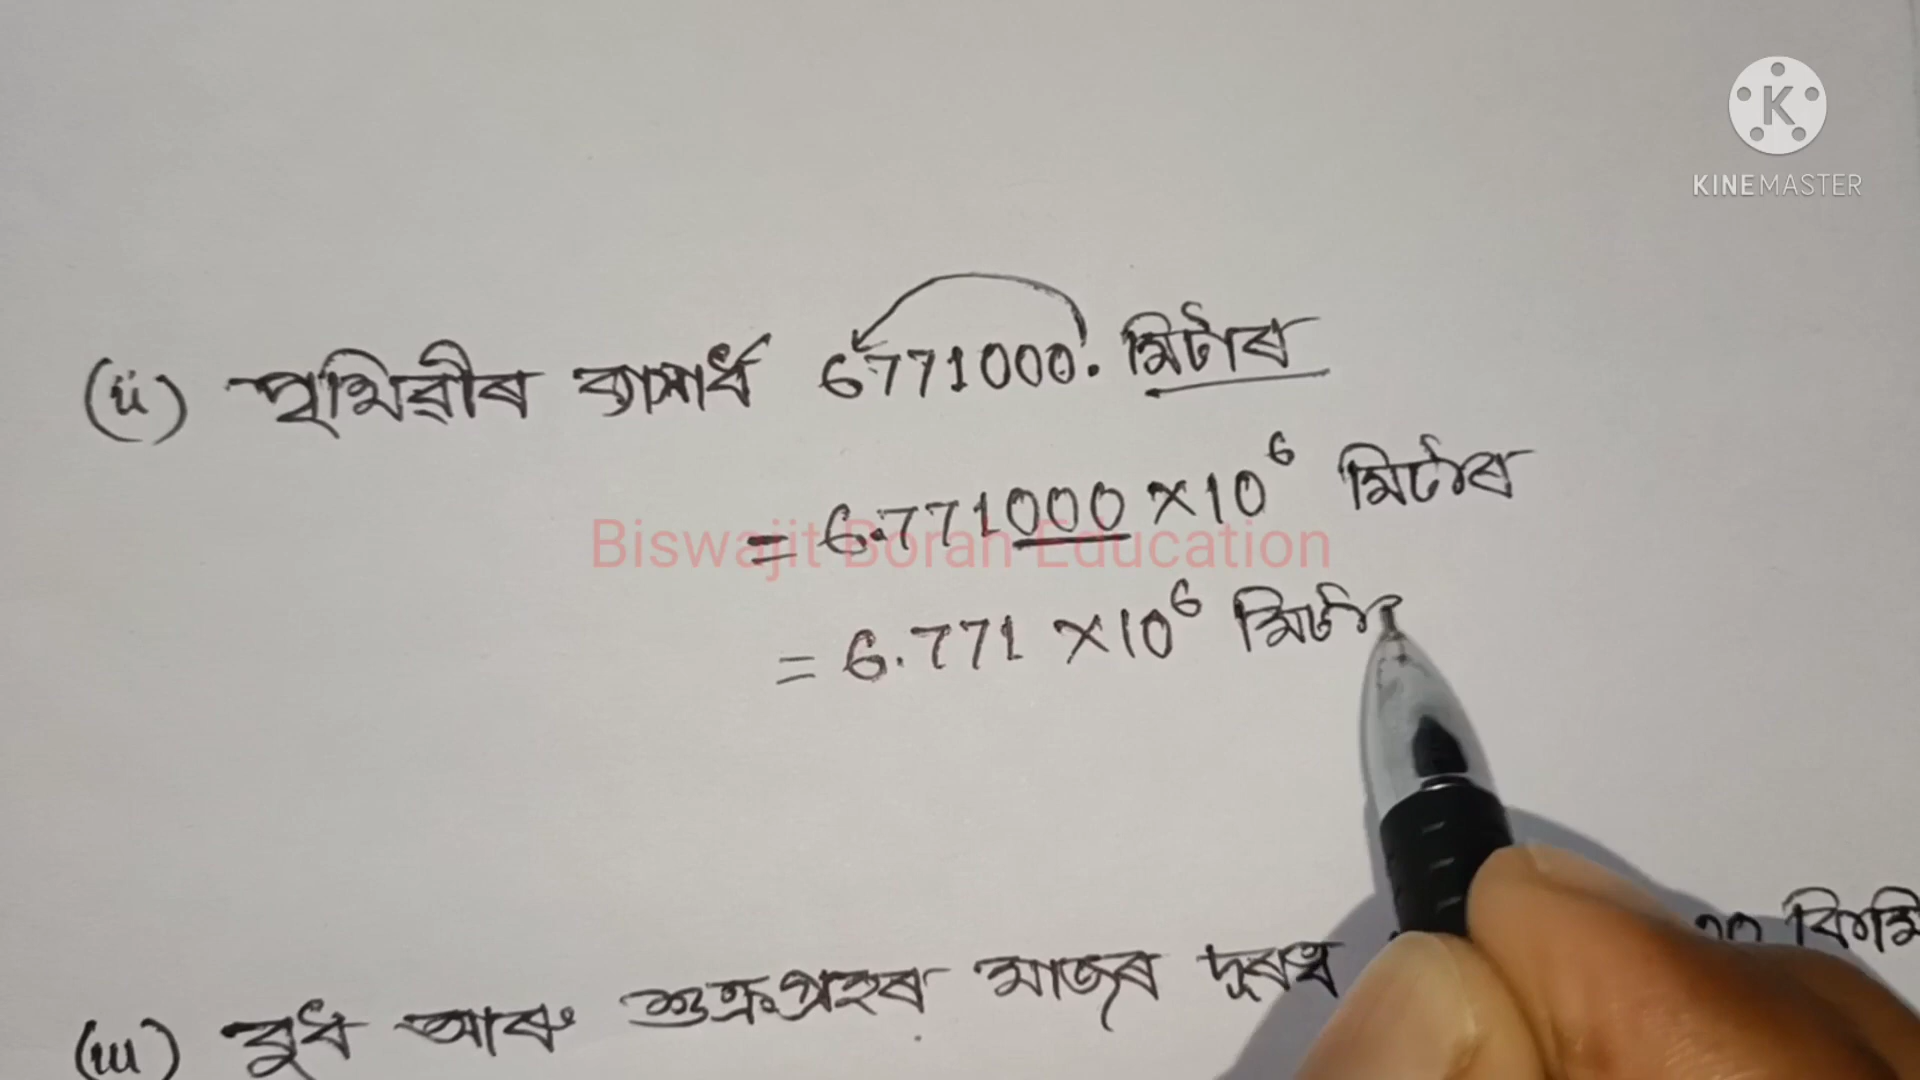 KINEMASTER
(ii) পৃথিৱীৰ ব্যাসাৰ্ধ 6771000. মিটাৰ
= 6.771000 ×10⁶ মিটাৰ
Biswajit Borah Education
= 6.771 ×10⁶ মিটা
(iii) বুধ আৰু শুক্ৰগ্ৰহৰ মাজৰ দূৰত্ব